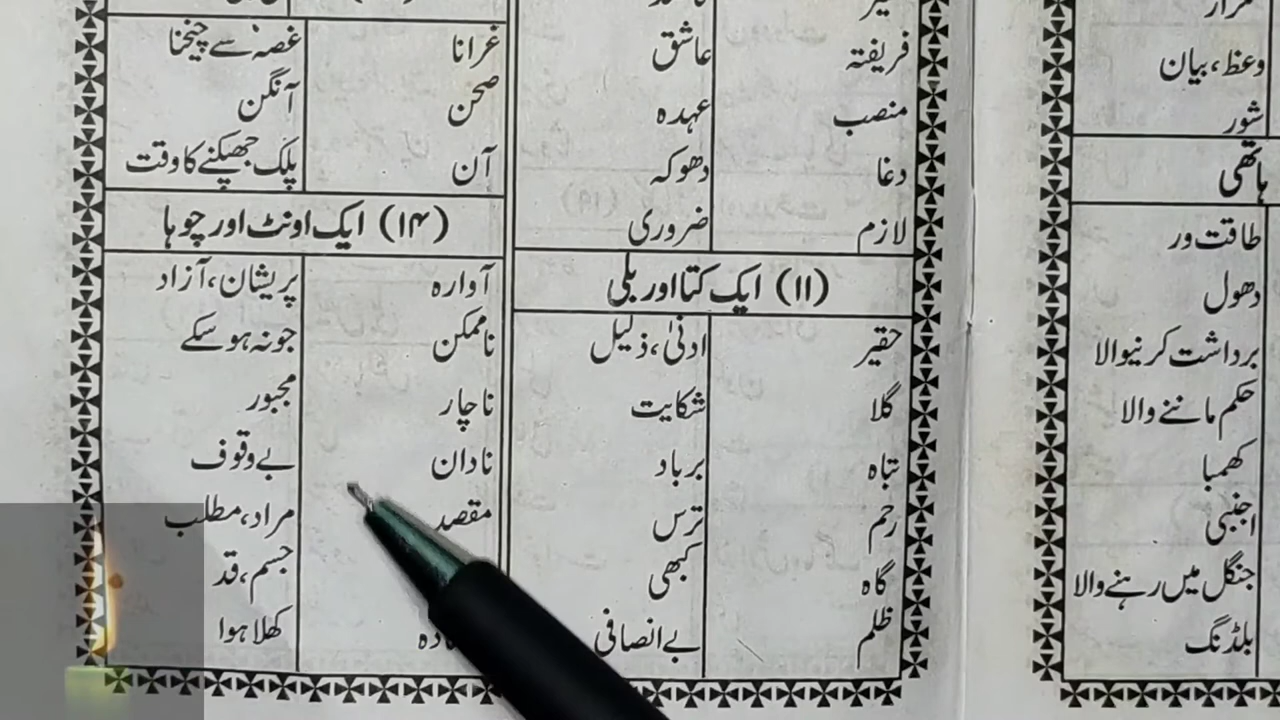 وعظ، بیان
شور
ہاتھی
طاقت ور
دھول
برداشت کرنیوالا
حکم ماننے والا
کھمبا
اجنبی
جنگل میں رہنے والا
بلڈنگ
فریفتہ عاشق
منصب عہدہ
دغا دھوکہ
لازم ضروری
(۱۱) ایک کتا اور بلی
حقیر ادنیٰ، ذلیل
گلا شکایت
تباہ برباد
رحم ترس
گاہ کبھی
ظلم بے انصافی
غرانا غصہ سے چیخنا
صحن آنگن
آن پلک جھپکنے کا وقت
(۱۴) ایک اونٹ اور چوہا
آوارہ پریشان، آزاد
ناممکن جو نہ ہو سکے
ناچار مجبور
نادان بے وقوف
مقصد مراد، مطلب
جسم، قد
کھلا ہوا